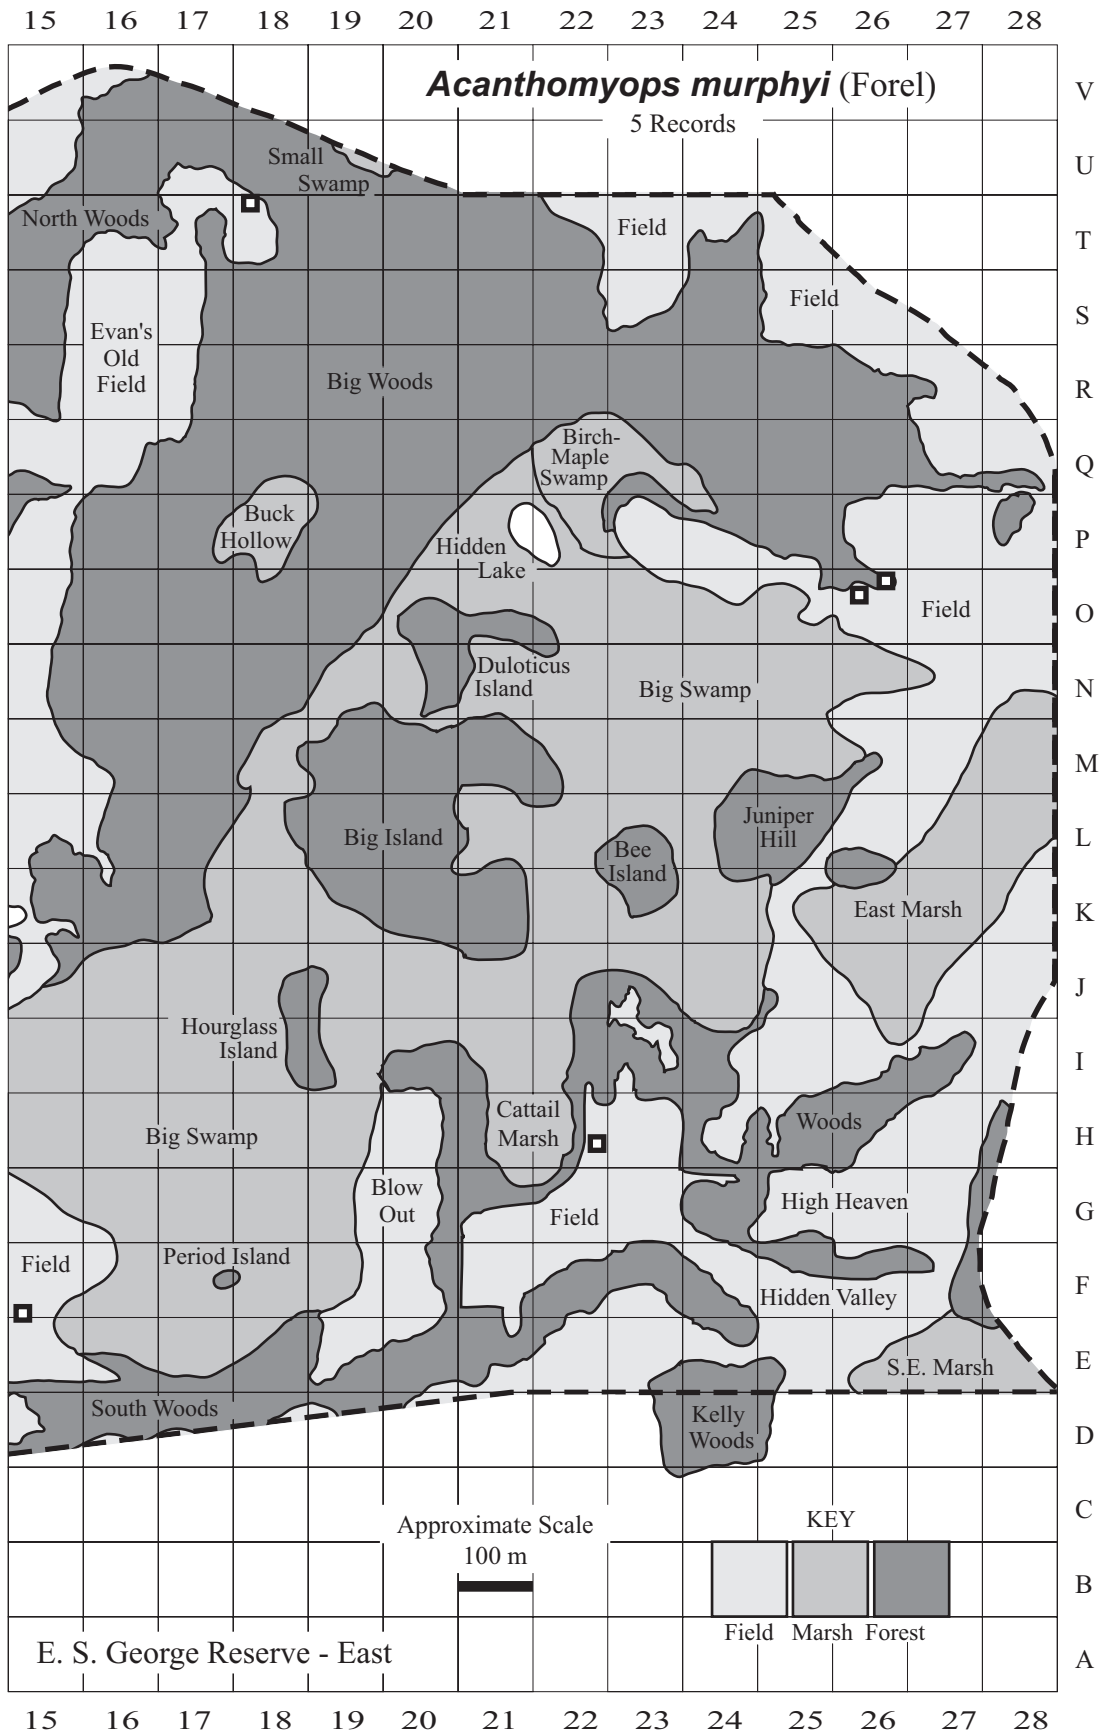 15 16 17 18 19 20 21 22 23 24 25 26 27 28
Acanthomyops murphyi (Forel)
V
5 Records
Small
Swamp
U
North Woods
Field
T
Field
S
Evan's
Old
Field
Big Woods
R
Birch-
Maple
Swamp
Q
Buck
Hollow
Hidden
Lake
P
Field
O
Duloticus
Island
Big Swamp
N
M
Juniper
Hill
Big Island
L
Bee
Island
East Marsh
K
J
Hourglass
Island
I
Cattail
Marsh
Woods
Big Swamp
H
Blow
Out
High Heaven
Field
G
Period Island
Field
F
Hidden Valley
S.E. Marsh
E
South Woods
Kelly
Woods
D
Approximate Scale
100 m
KEY
C
B
Field Marsh Forest
E. S. George Reserve - East
A
15 16 17 18 19 20 21 22 23 24 25 26 27 28